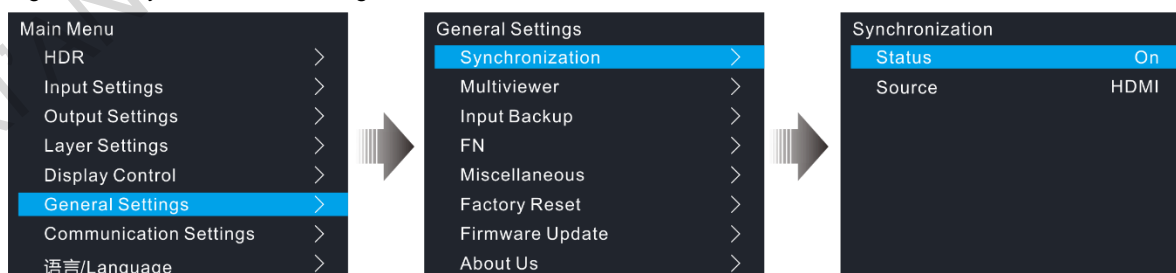 Main Menu
HDR
Input Settings
Output Settings
Layer Settings
Display Control
General Settings
Communication Settings
语言/Language
General Settings
Synchronization
Multiviewer
Input Backup
FN
Miscellaneous
Factory Reset
Firmware Update
About Us
Synchronization
Status On
Source HDMI